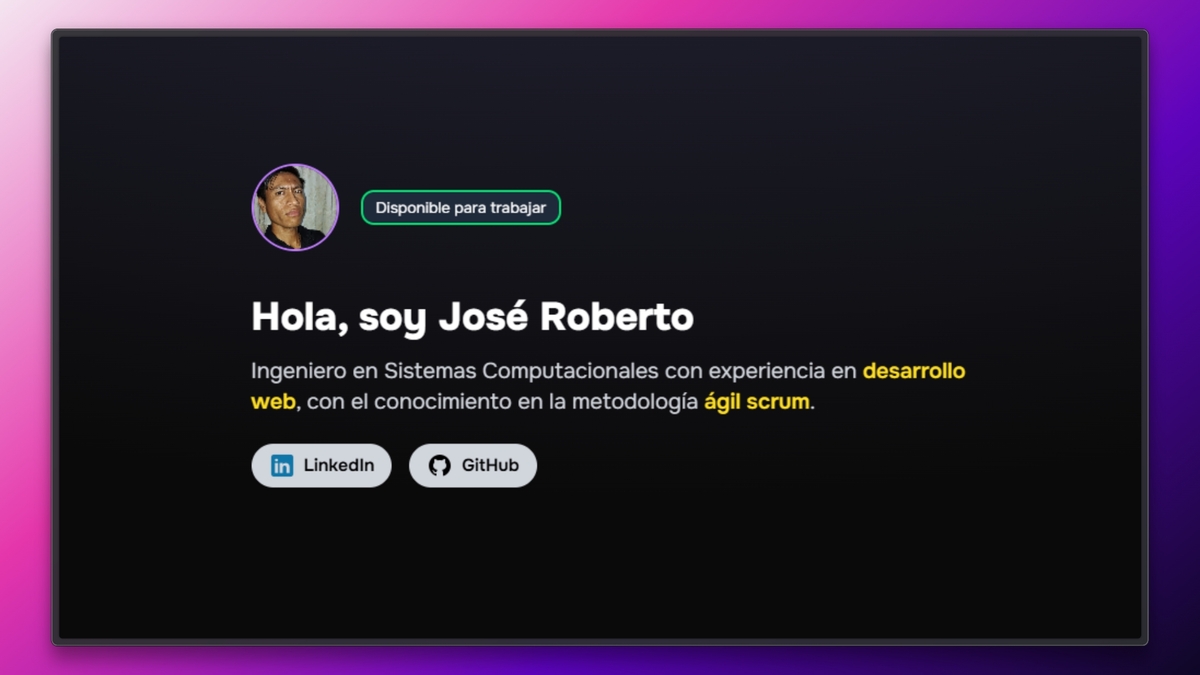 Disponible para trabajar
Hola, soy José Roberto
Ingeniero en Sistemas Computacionales con experiencia en desarrollo
web, con el conocimiento en la metodología ágil scrum.
in LinkedIn
GitHub